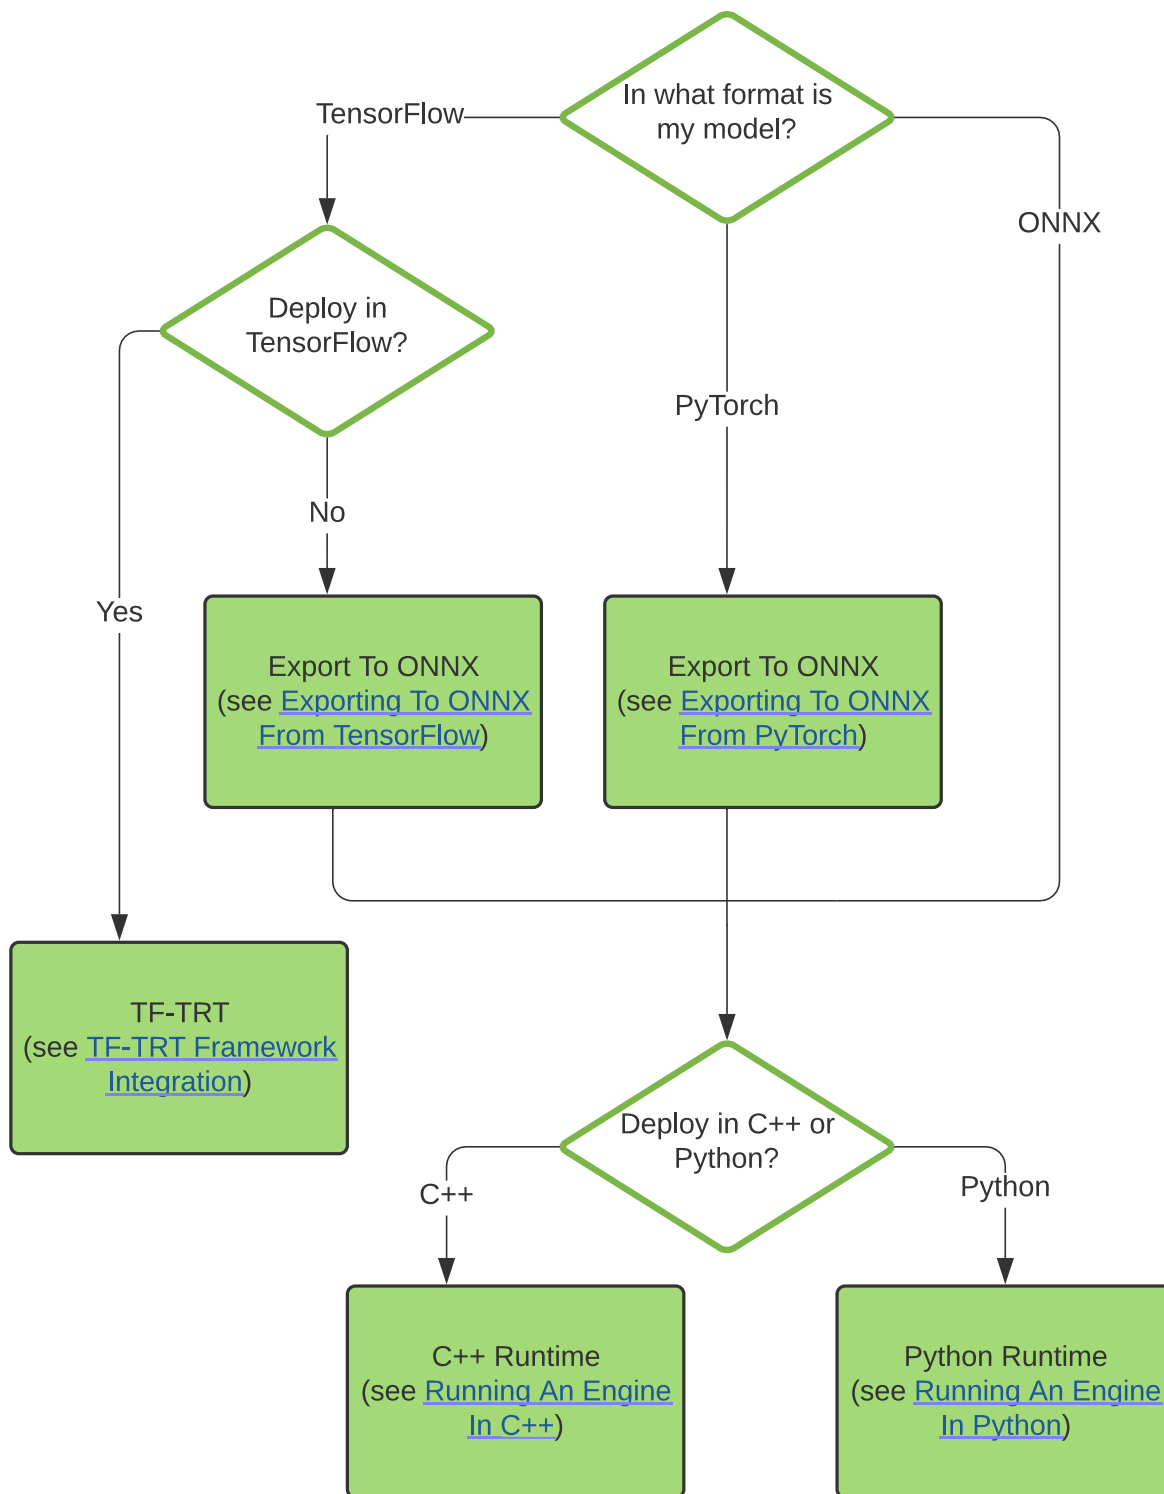 In what format is
my model?
TensorFlow
ONNX
Deploy in
TensorFlow?
PyTorch
No
Yes
Export To ONNX
(see Exporting To ONNX
From TensorFlow)
Export To ONNX
(see Exporting To ONNX
From PyTorch)
TF-TRT
(see TF-TRT Framework
Integration)
Deploy in C++ or
Python?
C++
Python
C++ Runtime
(see Running An Engine
In C++)
Python Runtime
(see Running An Engine
In Python)